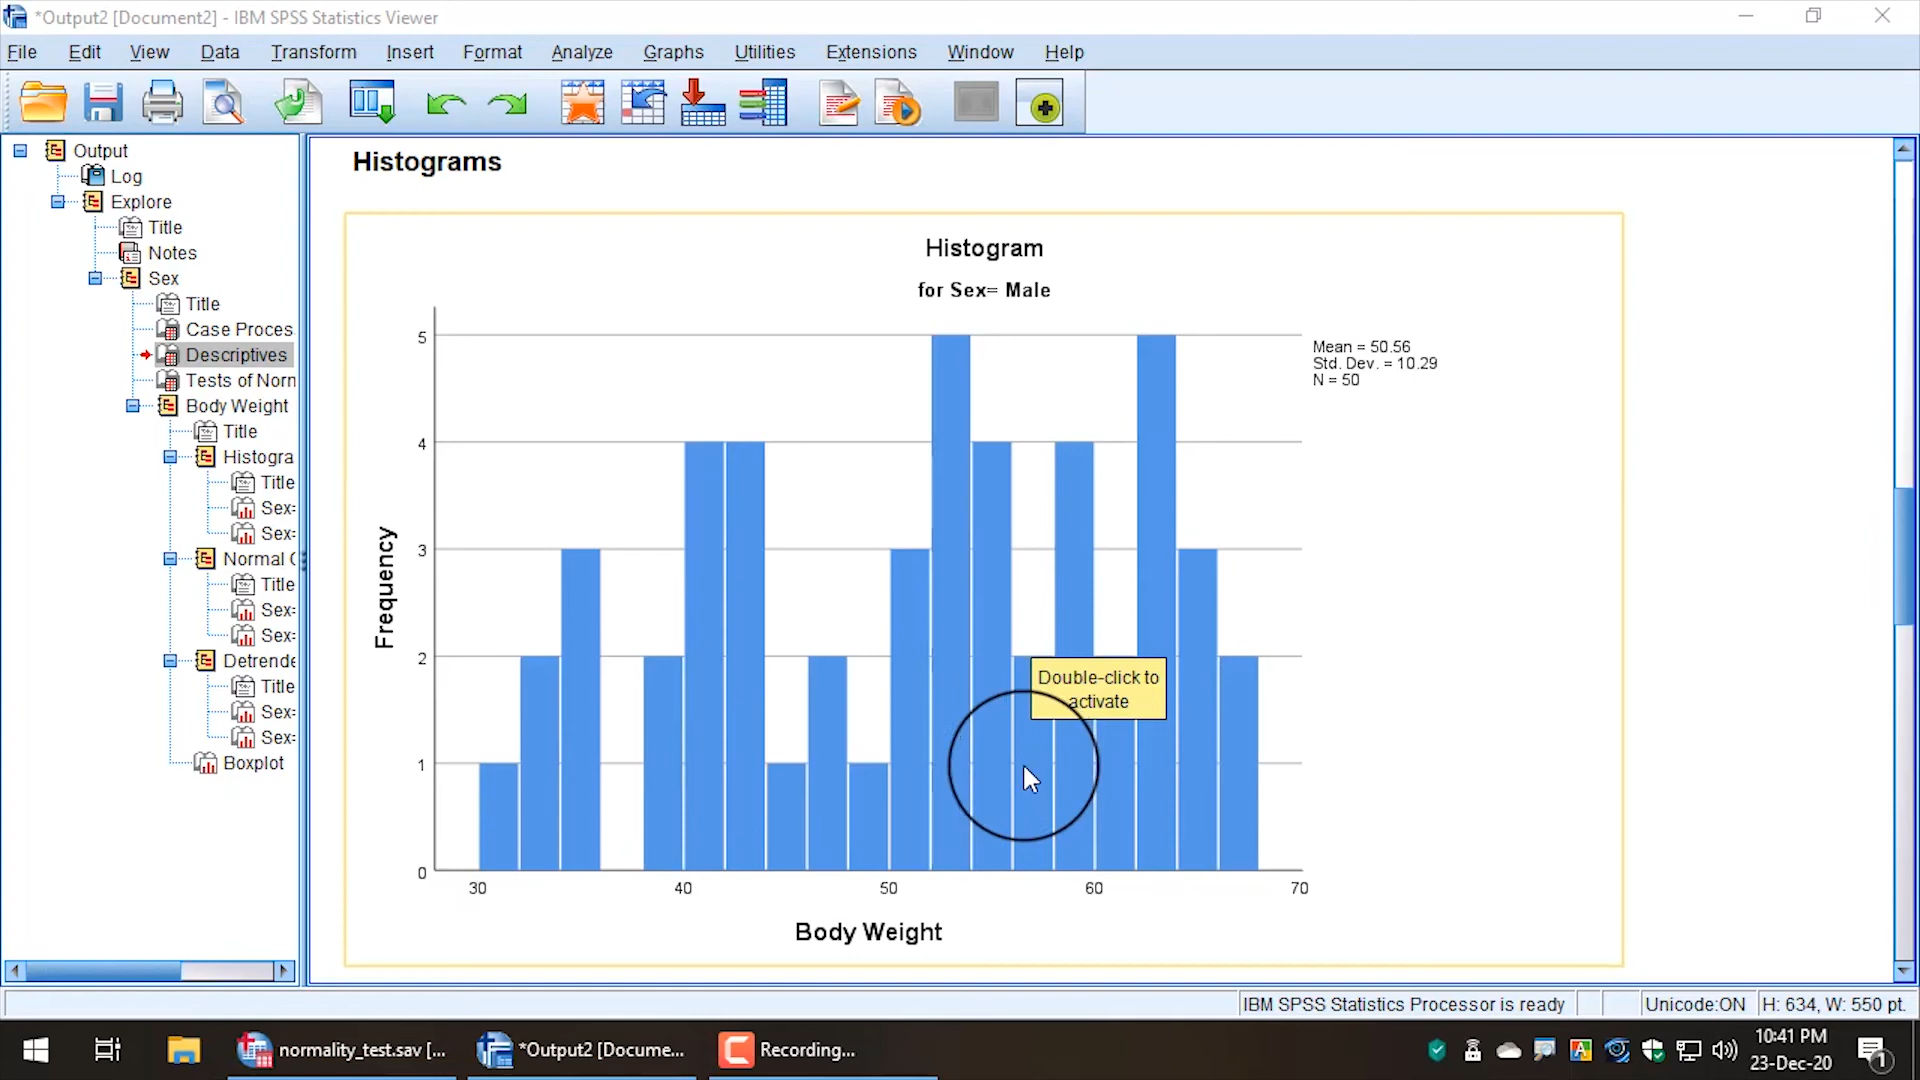 *Output2 [Document2] - IBM SPSS Statistics Viewer
File Edit View Data Transform Insert Format Analyze Graphs Utilities Extensions Window Help
Output
Log
Explore
Title
Notes
Sex
Title
Case Proces
Descriptives
Tests of Norn
Body Weight
Title
Histogra
Title
Sex=
Sex=
Normal Q
Title
Sex=
Sex=
Detrende
Title
Sex=
Sex=
Boxplot
Histograms
Histogram
for Sex= Male
Mean = 50.56
Std. Dev. = 10.29
N = 50
Frequency
5
4
3
2
1
0
Double-click to
activate
30 40 50 60 70
Body Weight
IBM SPSS Statistics Processor is ready Unicode:ON H: 634, W: 550 pt.
normality_test.sav [... *Output2 [Docume... Recording...
10:41 PM
23-Dec-20
1